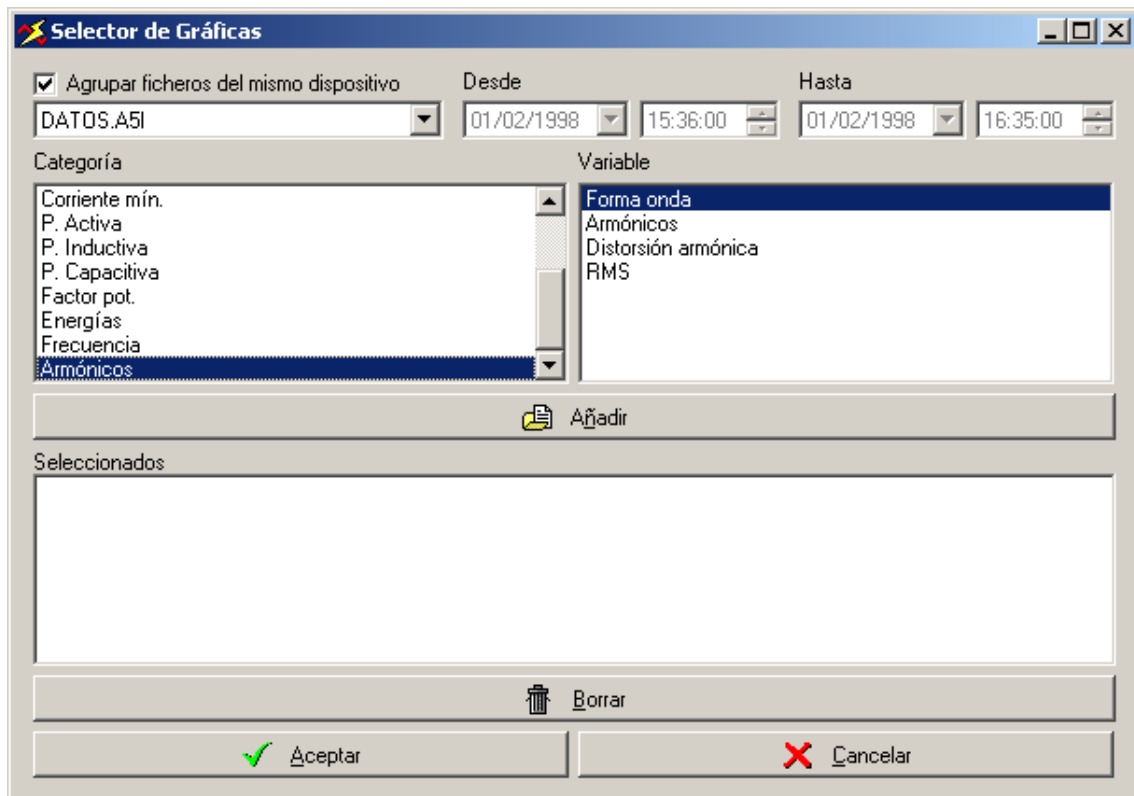 Selector de Gráficas
Agrupar ficheros del mismo dispositivo
Desde
Hasta
DATOS.A5I
01/02/1998
15:36:00
01/02/1998
16:35:00
Categoría
Variable
Corriente mín.
P. Activa
P. Inductiva
P. Capacitiva
Factor pot.
Energías
Frecuencia
Armónicos
Forma onda
Armónicos
Distorsión armónica
RMS
Añadir
Seleccionados
Borrar
Aceptar
Cancelar